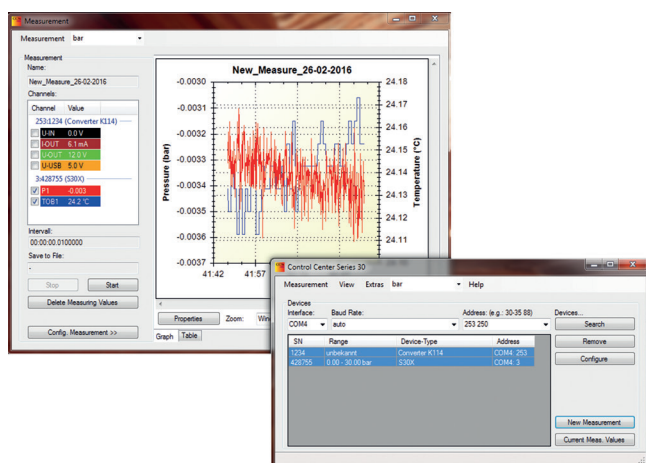 Measurement
Measurement bar
Measurement
Name:
New_Measure_26-02-2016
Channels:
Channel Value
253:1234 (Converter K114)
U-IN 0.0 V
I-OUT 6.1 mA
U-OUT 12.0 V
U-USB 5.0 V
3:428755 (S30X)
P1 -0.003
TOB1 24.2 °C
Intervall:
00:00:00.0100000
Save to File:
-
Stop Start
Delete Measuring Values
Config. Measurement >>
New_Measure_26-02-2016
-0.0030
-0.0031
-0.0032
-0.0033
-0.0034
-0.0035
-0.0036
-0.0037
Pressure (bar)
24.18
24.17
24.16
24.15
24.14
24.13
24.12
24.11
Temperature (°C)
41:42 41:57
Properties Zoom:
Graph Table
Control Center Series 30
Measurement View Extras bar Help
Devices
Interface: Baud Rate: Address: (e.g.: 30-35 88) Devices...
COM4 auto 253 250 Search
Remove
Configure
SN Range Device-Type Address
1234 unbekannt Converter K114 COM4: 253
428755 0.00 - 30.00 bar S30X COM4: 3
New Measurement
Current Meas. Values